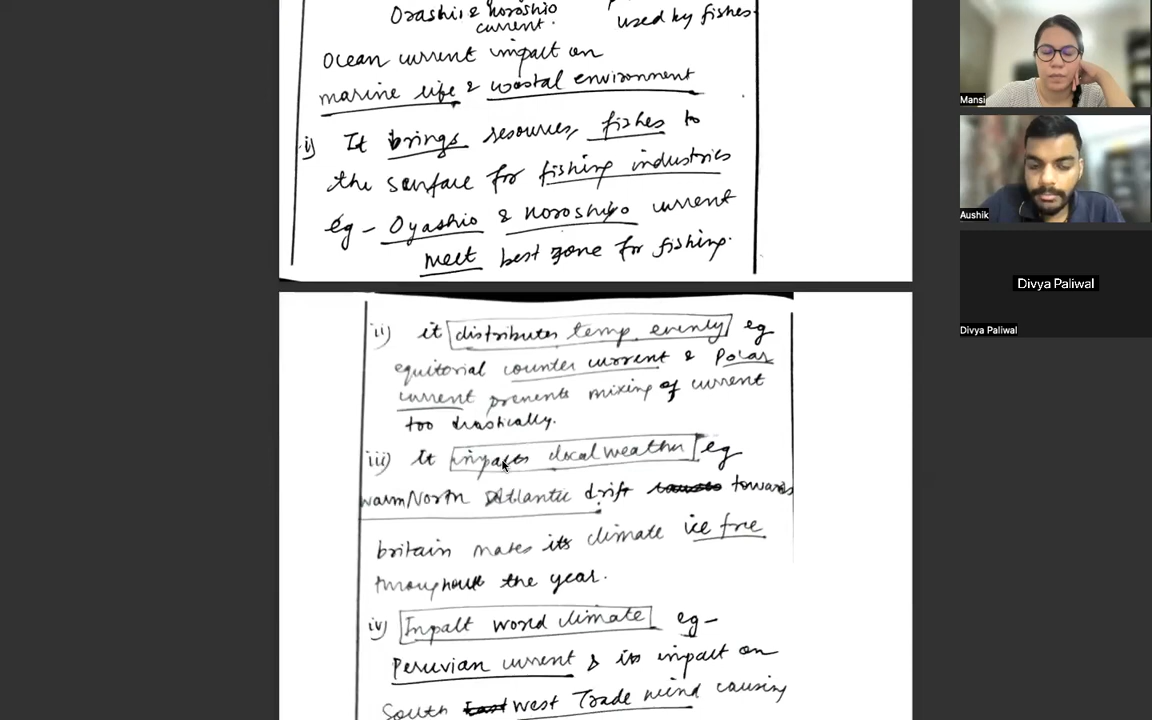 Orashii & Koroshio
current.
used by fishes.
Ocean current impact on
marine life & coastal environment
i) It brings resources, fishes to
the surface for fishing industries
eg - Oyashio & Koroshiyo current
meet best zone for fishing.
ii) it distributes temp evenly eg
equitorial counter current & Polar
current prevents mixing of current
too drastically.
iii) It impacts local weather eg
warm North Atlantic drift towards
britain makes its climate ice free
throughout the year.
iv) Impact world climate eg-
Peruvian current & its impact on
South west Trade wind causing
Mansi
Aushik
Divya Paliwal
Divya Paliwal